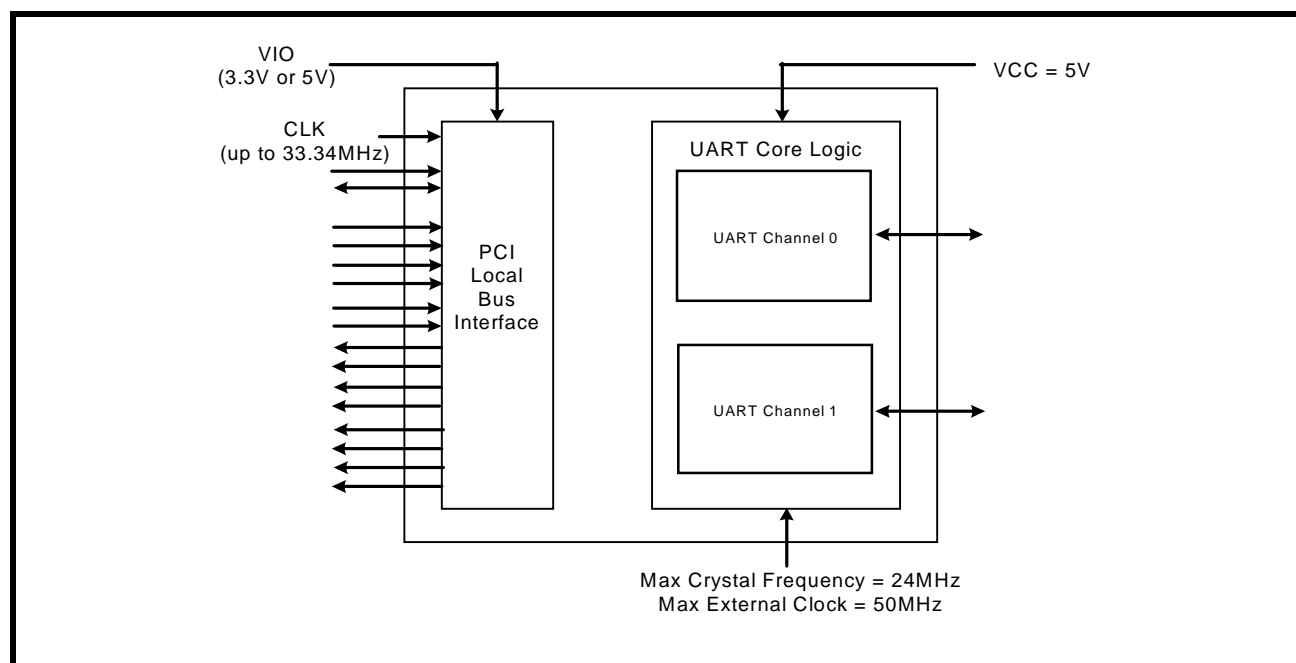 VIO
(3.3V or 5V)
VCC = 5V
CLK
(up to 33.34MHz)
UART Core Logic
UART Channel 0
PCI
Local
Bus
Interface
UART Channel 1
Max Crystal Frequency = 24MHz
Max External Clock = 50MHz